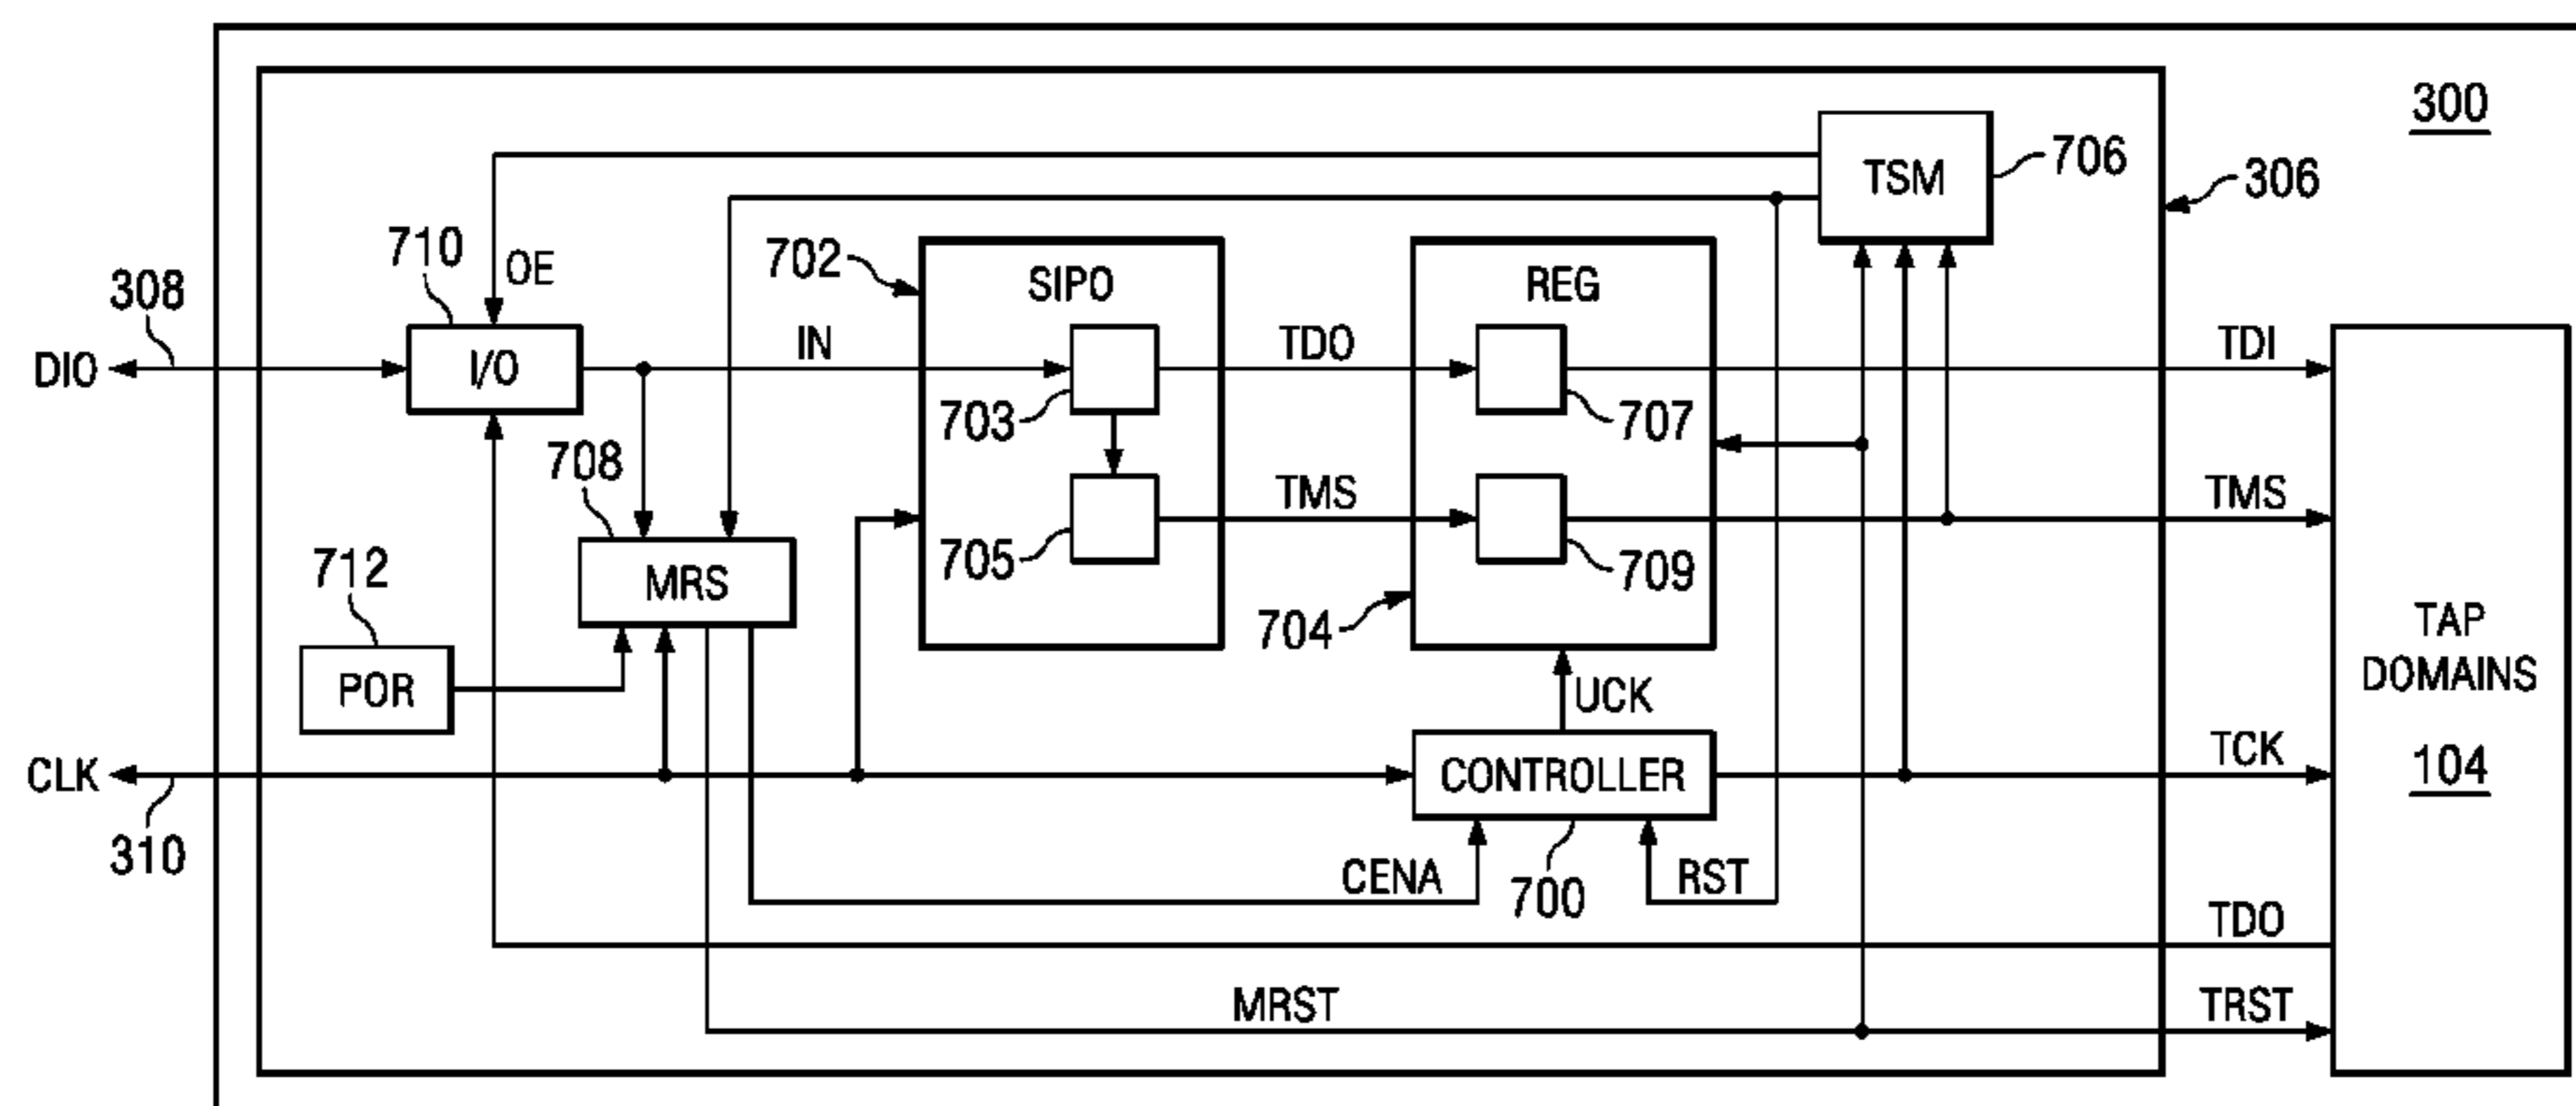 300
TSM
706
306
710
OE
702
SIPO
REG
308
DIO
I/O
IN
TDO
TDI
703
707
708
TMS
TMS
712
MRS
705
709
704
TAP
DOMAINS
104
POR
UCK
CLK
CONTROLLER
TCK
310
CENA
700
RST
TDO
MRST
TRST